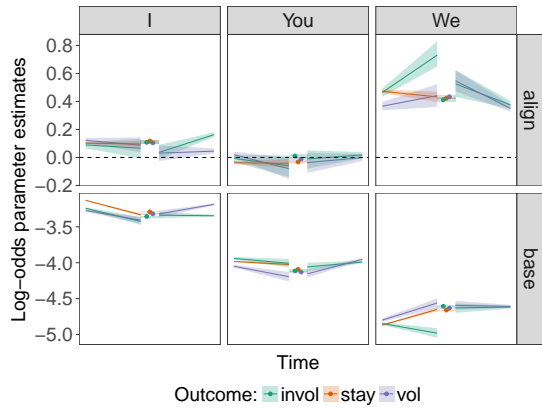 I You We
Log−odds parameter estimates
0.8
0.6
0.4
0.2
0.0
−0.2
align
−3.5
−4.0
−4.5
−5.0
base
Time
Outcome: invol stay vol